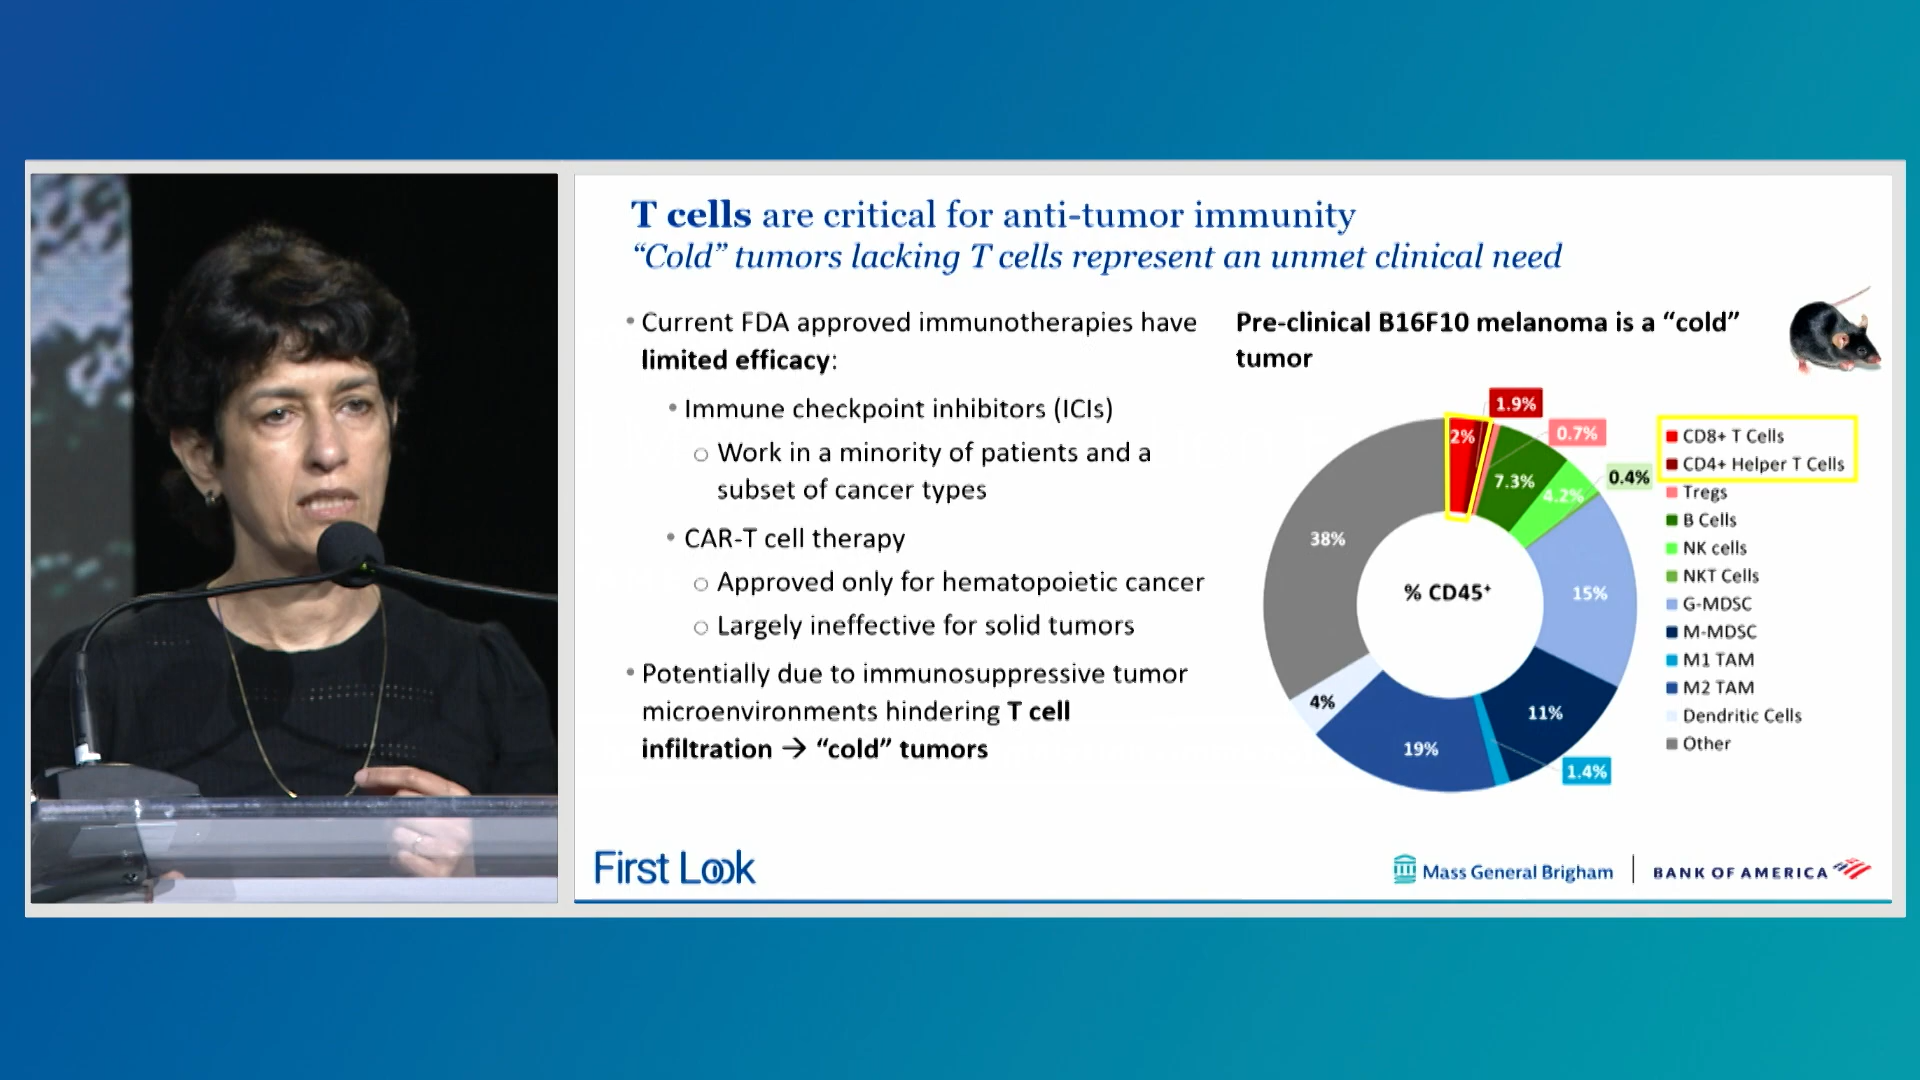 T cells are critical for anti-tumor immunity
“Cold” tumors lacking T cells represent an unmet clinical need
• Current FDA approved immunotherapies have
limited efficacy:
• Immune checkpoint inhibitors (ICIs)
○ Work in a minority of patients and a
subset of cancer types
• CAR-T cell therapy
○ Approved only for hematopoietic cancer
○ Largely ineffective for solid tumors
• Potentially due to immunosuppressive tumor
microenvironments hindering T cell
infiltration → “cold” tumors
Pre-clinical B16F10 melanoma is a “cold”
tumor
1.9%
2%
0.7%
7.3%
4.2%
0.4%
38%
% CD45⁺
15%
4%
11%
19%
1.4%
CD8+ T Cells
CD4+ Helper T Cells
Tregs
B Cells
NK cells
NKT Cells
G-MDSC
M-MDSC
M1 TAM
M2 TAM
Dendritic Cells
Other
First Look
Mass General Brigham
BANK OF AMERICA